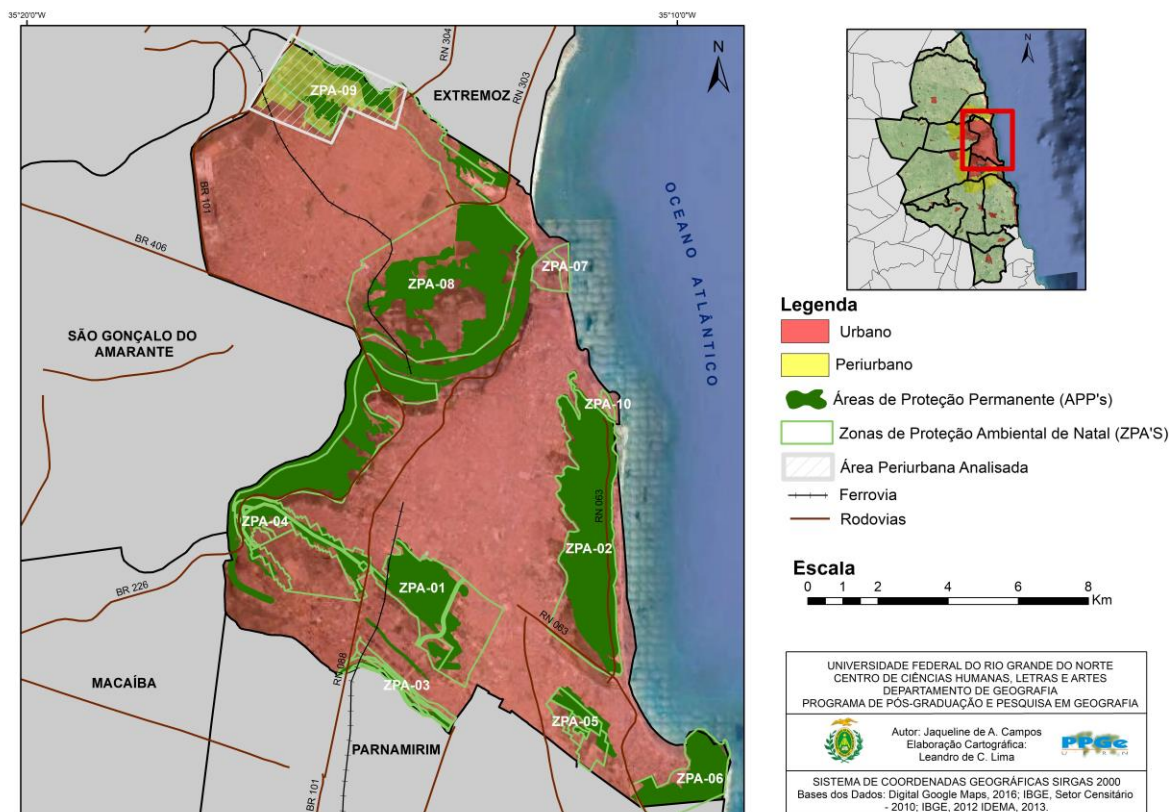 35°20'0"W
35°10'0"W
N
RN 304
EXTREMOZ
RN 303
ZPA-09
BR 101
BR 406
OCEANO ATLÂNTICO
ZPA-07
ZPA-08
SÃO GONÇALO DO
AMARANTE
ZPA-10
RN 063
ZPA-04
ZPA-02
ZPA-01
BR 226
RN 063
RN 088
ZPA-03
MACAÍBA
ZPA-05
PARNAMIRIM
ZPA-06
BR 101
N
Legenda
Urbano
Periurbano
Áreas de Proteção Permanente (APP's)
Zonas de Proteção Ambiental de Natal (ZPA'S)
Área Periurbana Analisada
Ferrovia
Rodovias
Escala
0 1 2 4 6 8
Km
UNIVERSIDADE FEDERAL DO RIO GRANDE DO NORTE
CENTRO DE CIÊNCIAS HUMANAS, LETRAS E ARTES
DEPARTAMENTO DE GEOGRAFIA
PROGRAMA DE PÓS-GRADUAÇÃO E PESQUISA EM GEOGRAFIA
Autor: Jaqueline de A. Campos
Elaboração Cartográfica:
Leandro de C. Lima
PPGe
U F R N
SISTEMA DE COORDENADAS GEOGRÁFICAS SIRGAS 2000
Bases dos Dados: Digital Google Maps, 2016; IBGE, Setor Censitário
- 2010; IBGE, 2012 IDEMA, 2013.